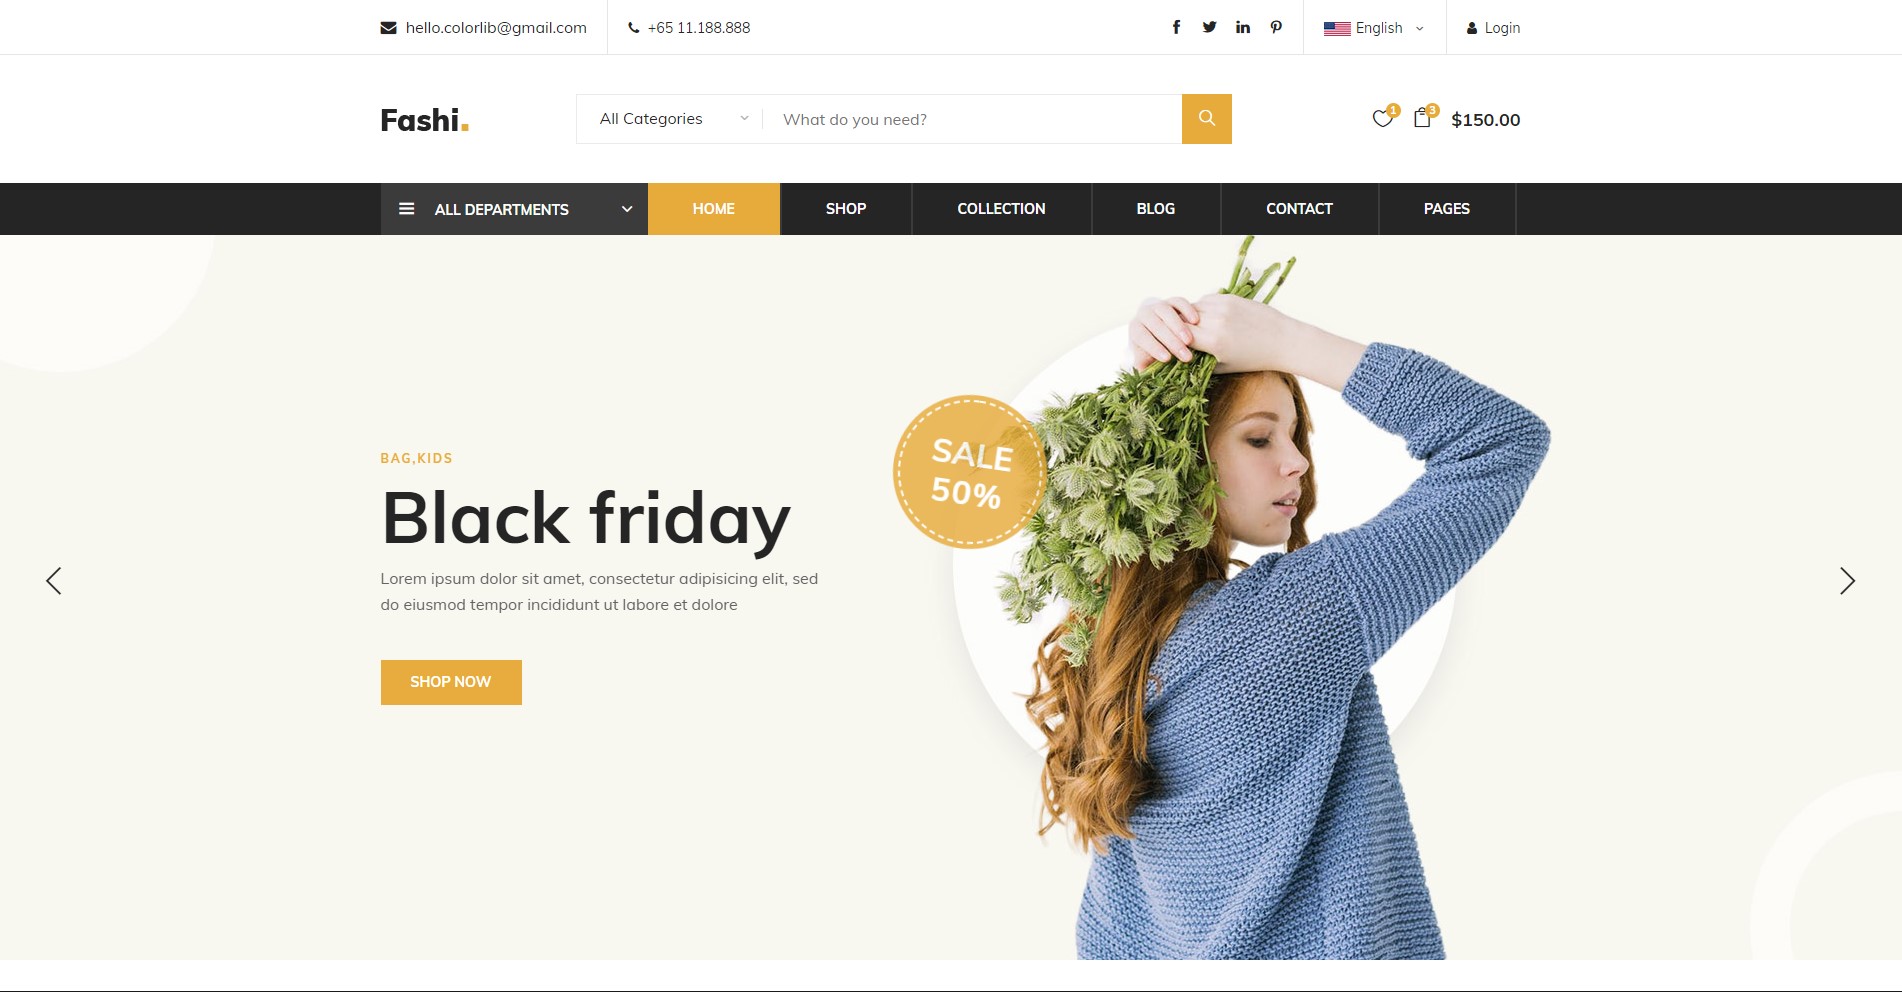 hello.colorlib@gmail.com
+65 11.188.888
English
Login
Fashi.
All Categories
What do you need?
1
3
$150.00
ALL DEPARTMENTS
HOME
SHOP
COLLECTION
BLOG
CONTACT
PAGES
SALE
50%
BAG,KIDS
Black friday
Lorem ipsum dolor sit amet, consectetur adipisicing elit, sed
do eiusmod tempor incididunt ut labore et dolore
SHOP NOW